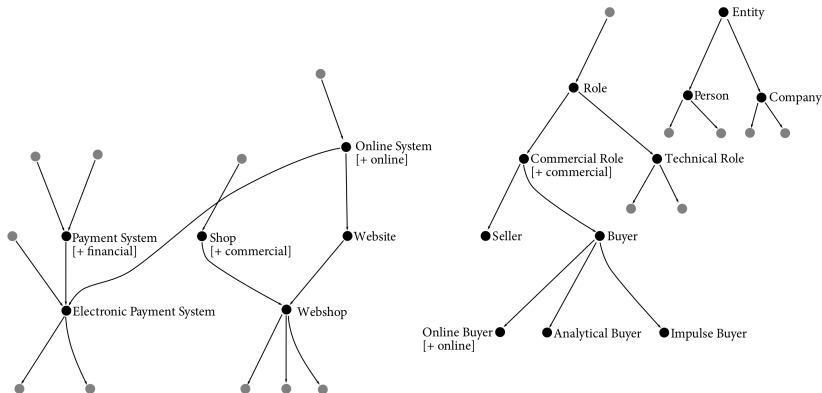 Entity
Role
Person
Company
Online System
[+ online]
Commercial Role
[+ commercial]
Technical Role
Payment System
[+ financial]
Shop
[+ commercial]
Website
Seller
Buyer
Electronic Payment System
Webshop
Online Buyer
[+ online]
Analytical Buyer
Impulse Buyer